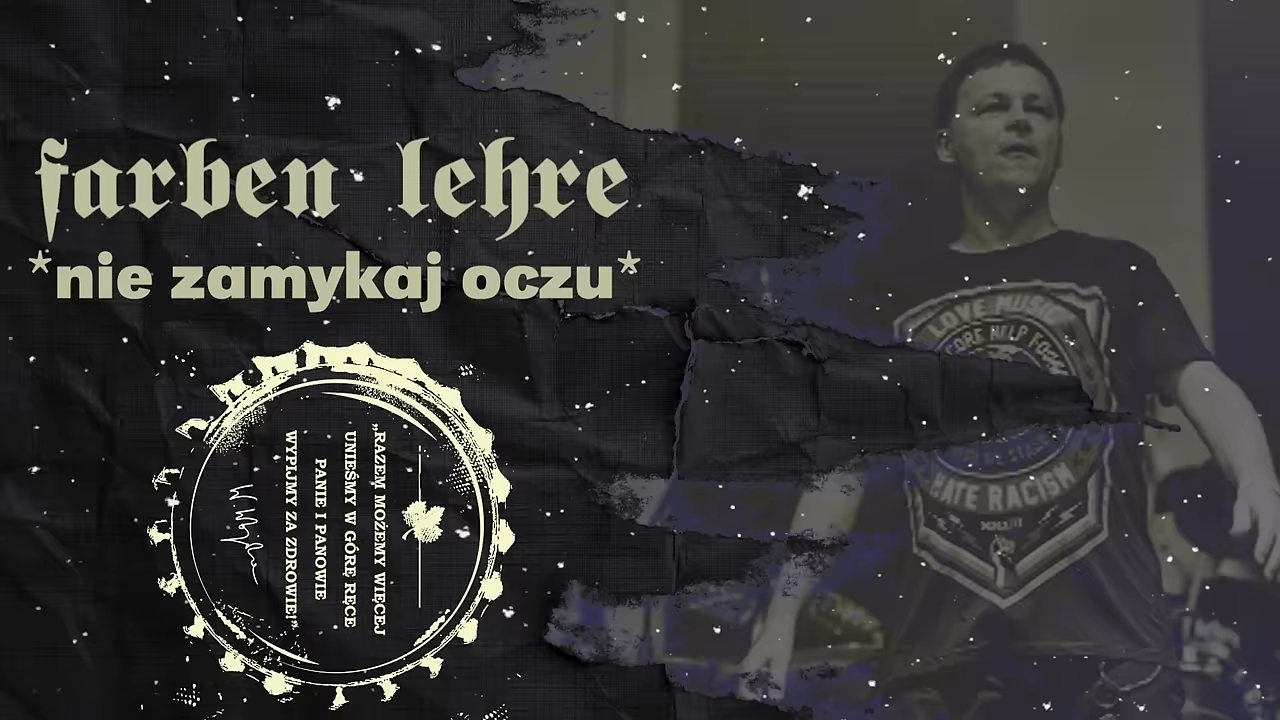 farben lehre
*nie zamykaj oczu*
„RAZEM MOŻEMY WIĘCEJ
UNIEŚMY W GÓRĘ RĘCE
PANIE I PANOWIE
WYPIJMY ZA ZDROWIE!”
LOVE MUSIC
HATE RACISM